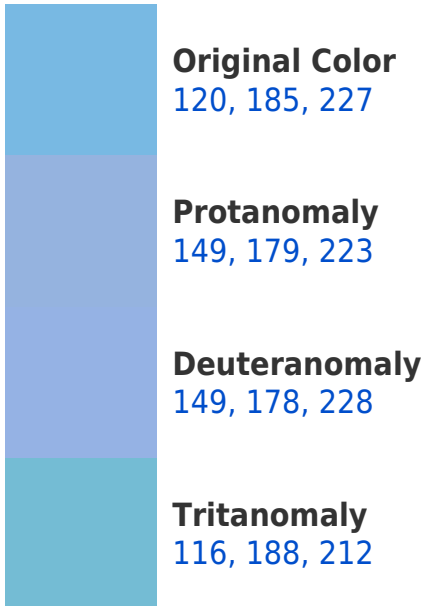 Original Color
120, 185, 227
Protanomaly
149, 179, 223
Deuteranomaly
149, 178, 228
Tritanomaly
116, 188, 212